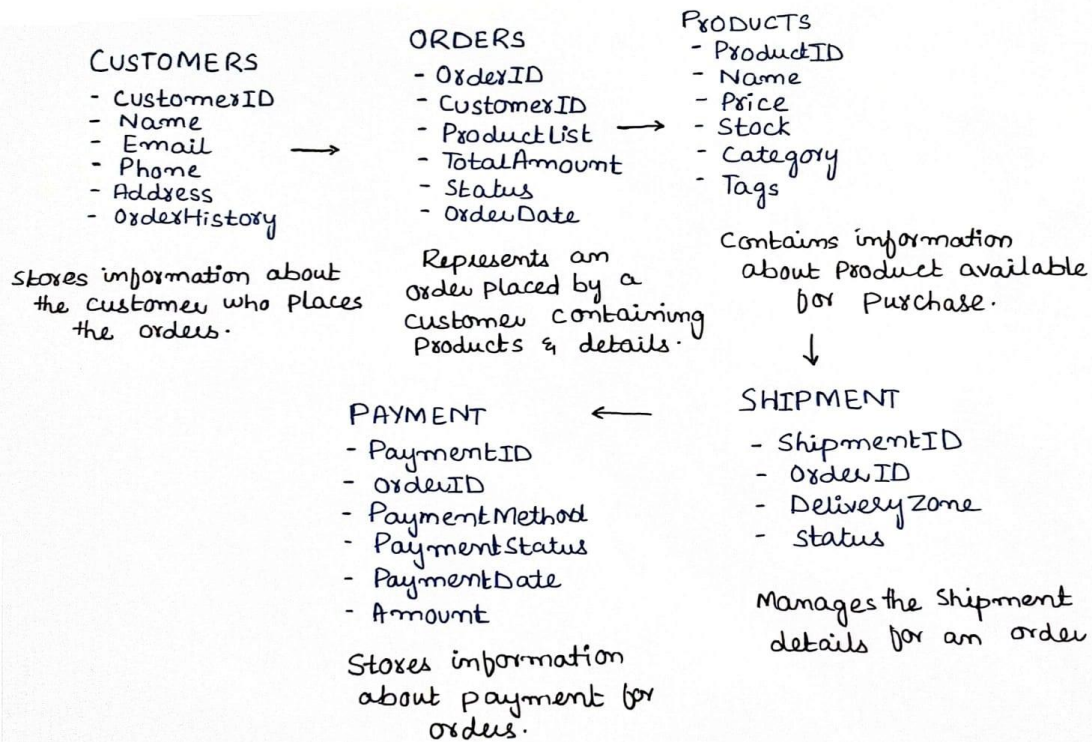 CUSTOMERS
- CustomerID
- Name
- Email
- Phone
- Address
- OrderHistory
Stores information about
the customer who places
the orders.
ORDERS
- OrderID
- CustomerID
- ProductList
- TotalAmount
- Status
- OrderDate
Represents an
order placed by a
customer containing
Products & details.
PRODUCTS
- ProductID
- Name
- Price
- Stock
- Category
- Tags
Contains information
about Product available
for Purchase.
SHIPMENT
- ShipmentID
- OrderID
- DeliveryZone
- Status
Manages the Shipment
details for an order
PAYMENT
- PaymentID
- OrderID
- PaymentMethod
- PaymentStatus
- PaymentDate
- Amount
Stores information
about payment for
orders.